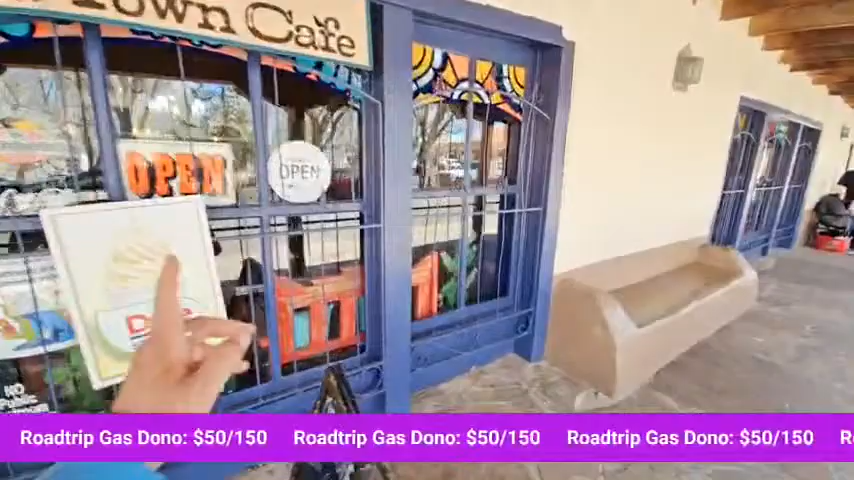 Town Cafe
OPEN
OPEN
NO
Public
Roadtrip Gas Dono: $50/150 Roadtrip Gas Dono: $50/150 Roadtrip Gas Dono: $50/150